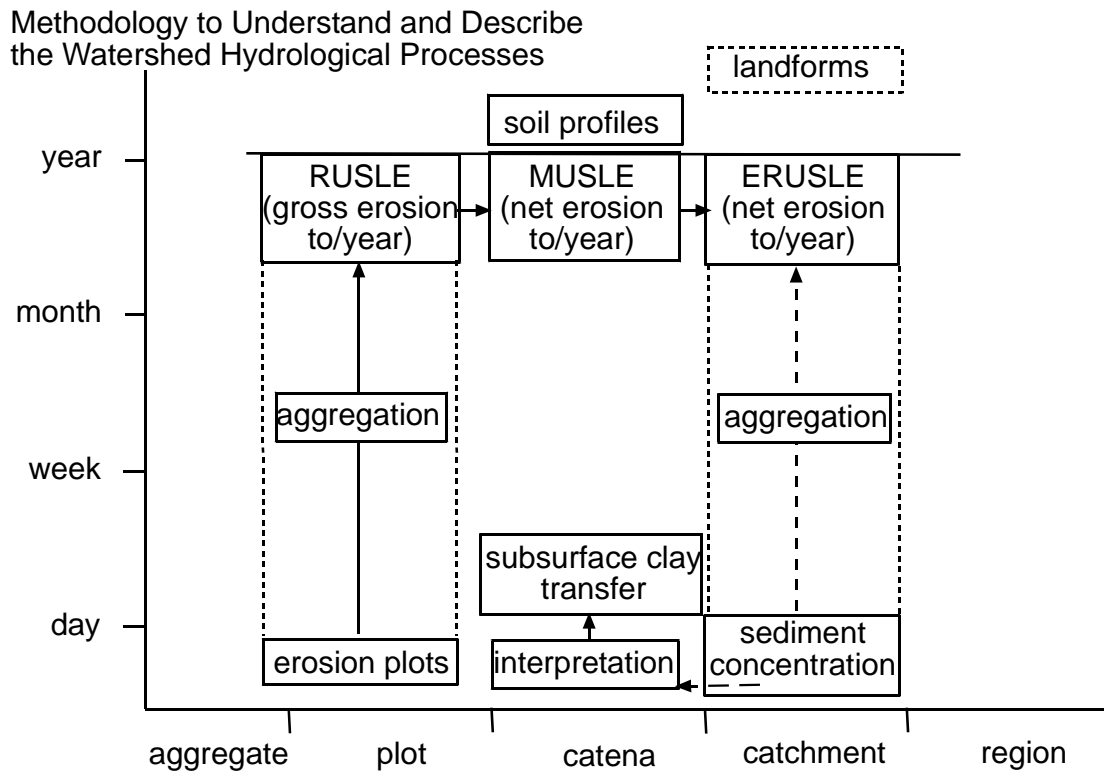 Methodology to Understand and Describe
the Watershed Hydrological Processes
landforms
soil profiles
year
RUSLE
(gross erosion
to/year)
MUSLE
(net erosion
to/year)
ERUSLE
(net erosion
to/year)
month
aggregation
aggregation
week
subsurface clay
transfer
day
erosion plots
interpretation
sediment
concentration
aggregate
plot
catena
catchment
region